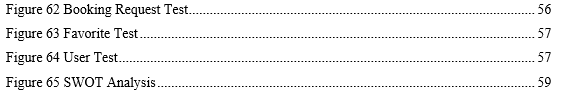 Figure 62 Booking Request Test........................................................................................................ 56
Figure 63 Favorite Test........................................................................................................................ 57
Figure 64 User Test.............................................................................................................................. 57
Figure 65 SWOT Analysis.................................................................................................................... 59